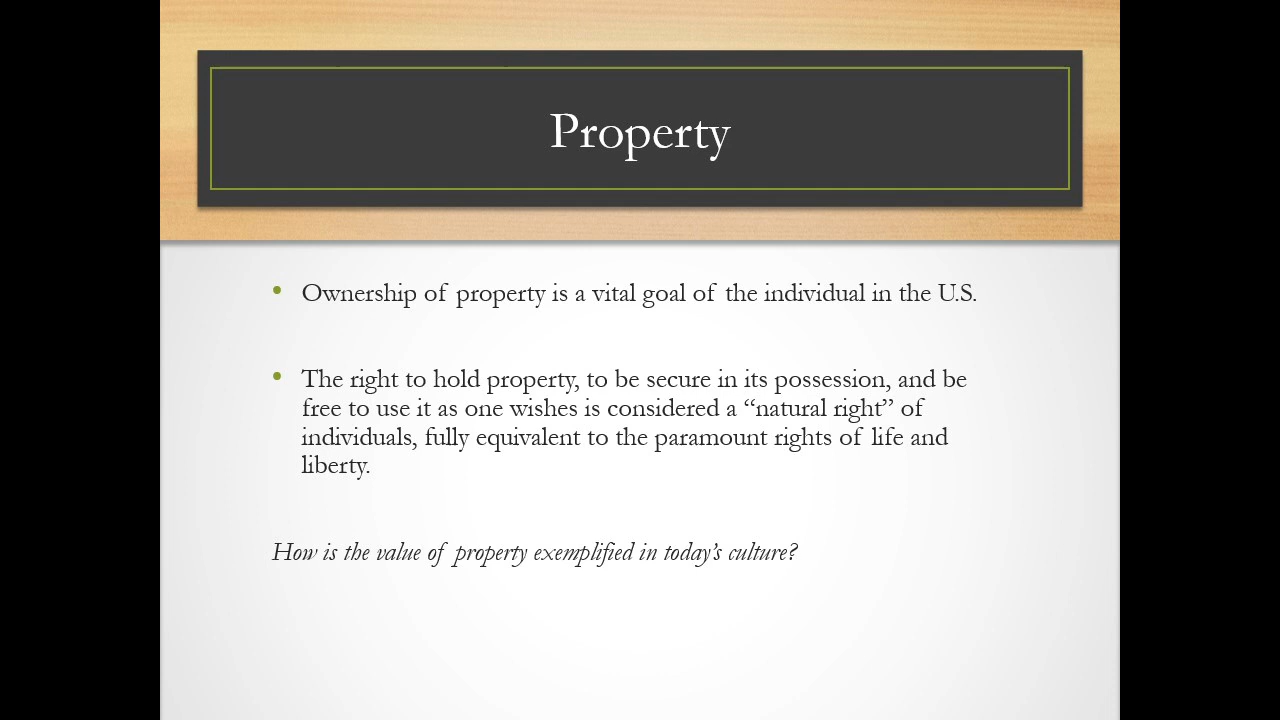 Property
• Ownership of property is a vital goal of the individual in the U.S.
• The right to hold property, to be secure in its possession, and be
free to use it as one wishes is considered a “natural right” of
individuals, fully equivalent to the paramount rights of life and
liberty.
How is the value of property exemplified in today’s culture?